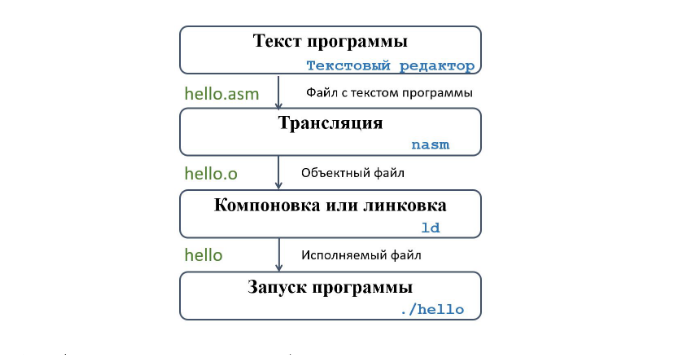 Текст программы
Текстовый редактор
hello.asm
Файл с текстом программы
Трансляция
nasm
hello.o
Объектный файл
Компоновка или линковка
ld
hello
Исполняемый файл
Запуск программы
./hello